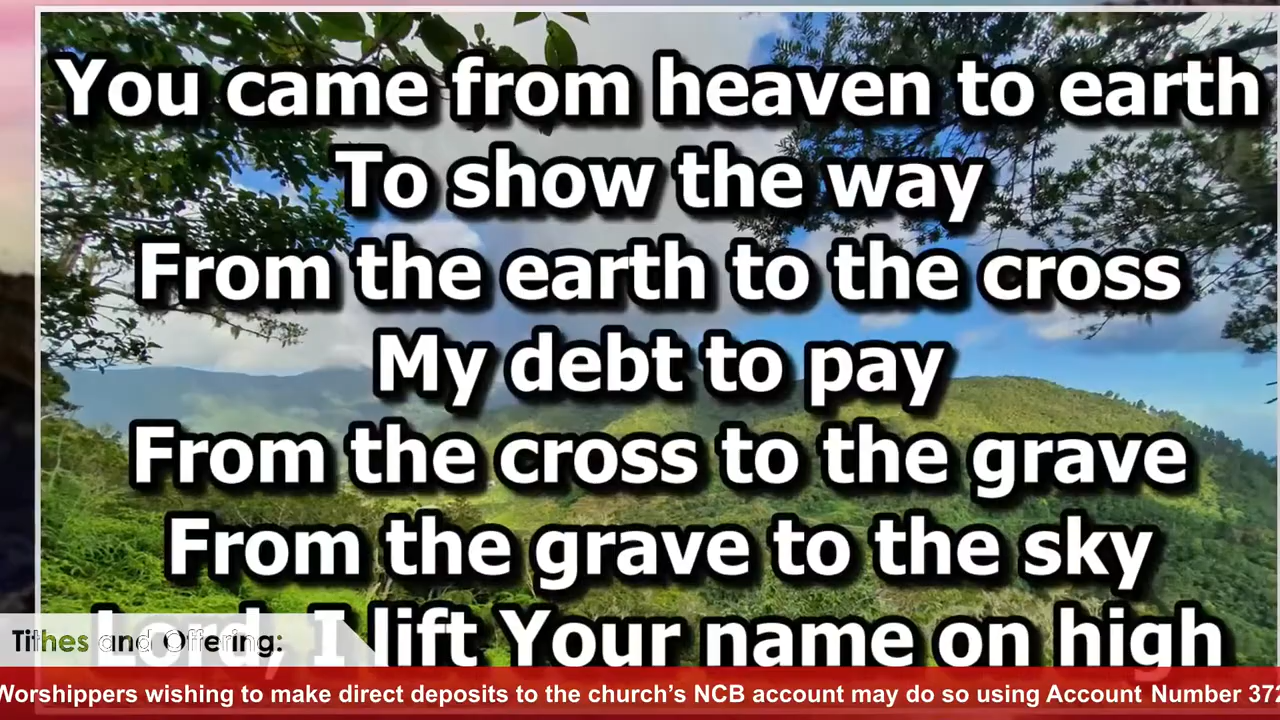 You came from heaven to earth
To show the way
From the earth to the cross
My debt to pay
From the cross to the grave
From the grave to the sky
Lord, I lift Your name on high
Tithes and Offering:
Worshippers wishing to make direct deposits to the church’s NCB account may do so using Account Number 372